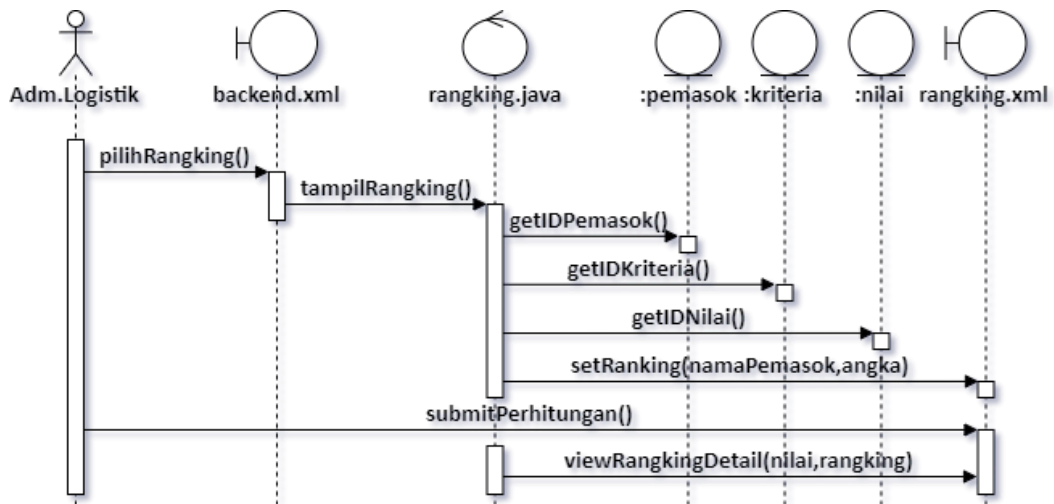 Adm.Logistik backend.xml rangking.java :pemasok :kriteria :nilai rangking.xml
pilihRangking()
tampilRangking()
getIDPemasok()
getIDKriteria()
getIDNilai()
setRanking(namaPemasok,angka)
submitPerhitungan()
viewRangkingDetail(nilai,rangking)